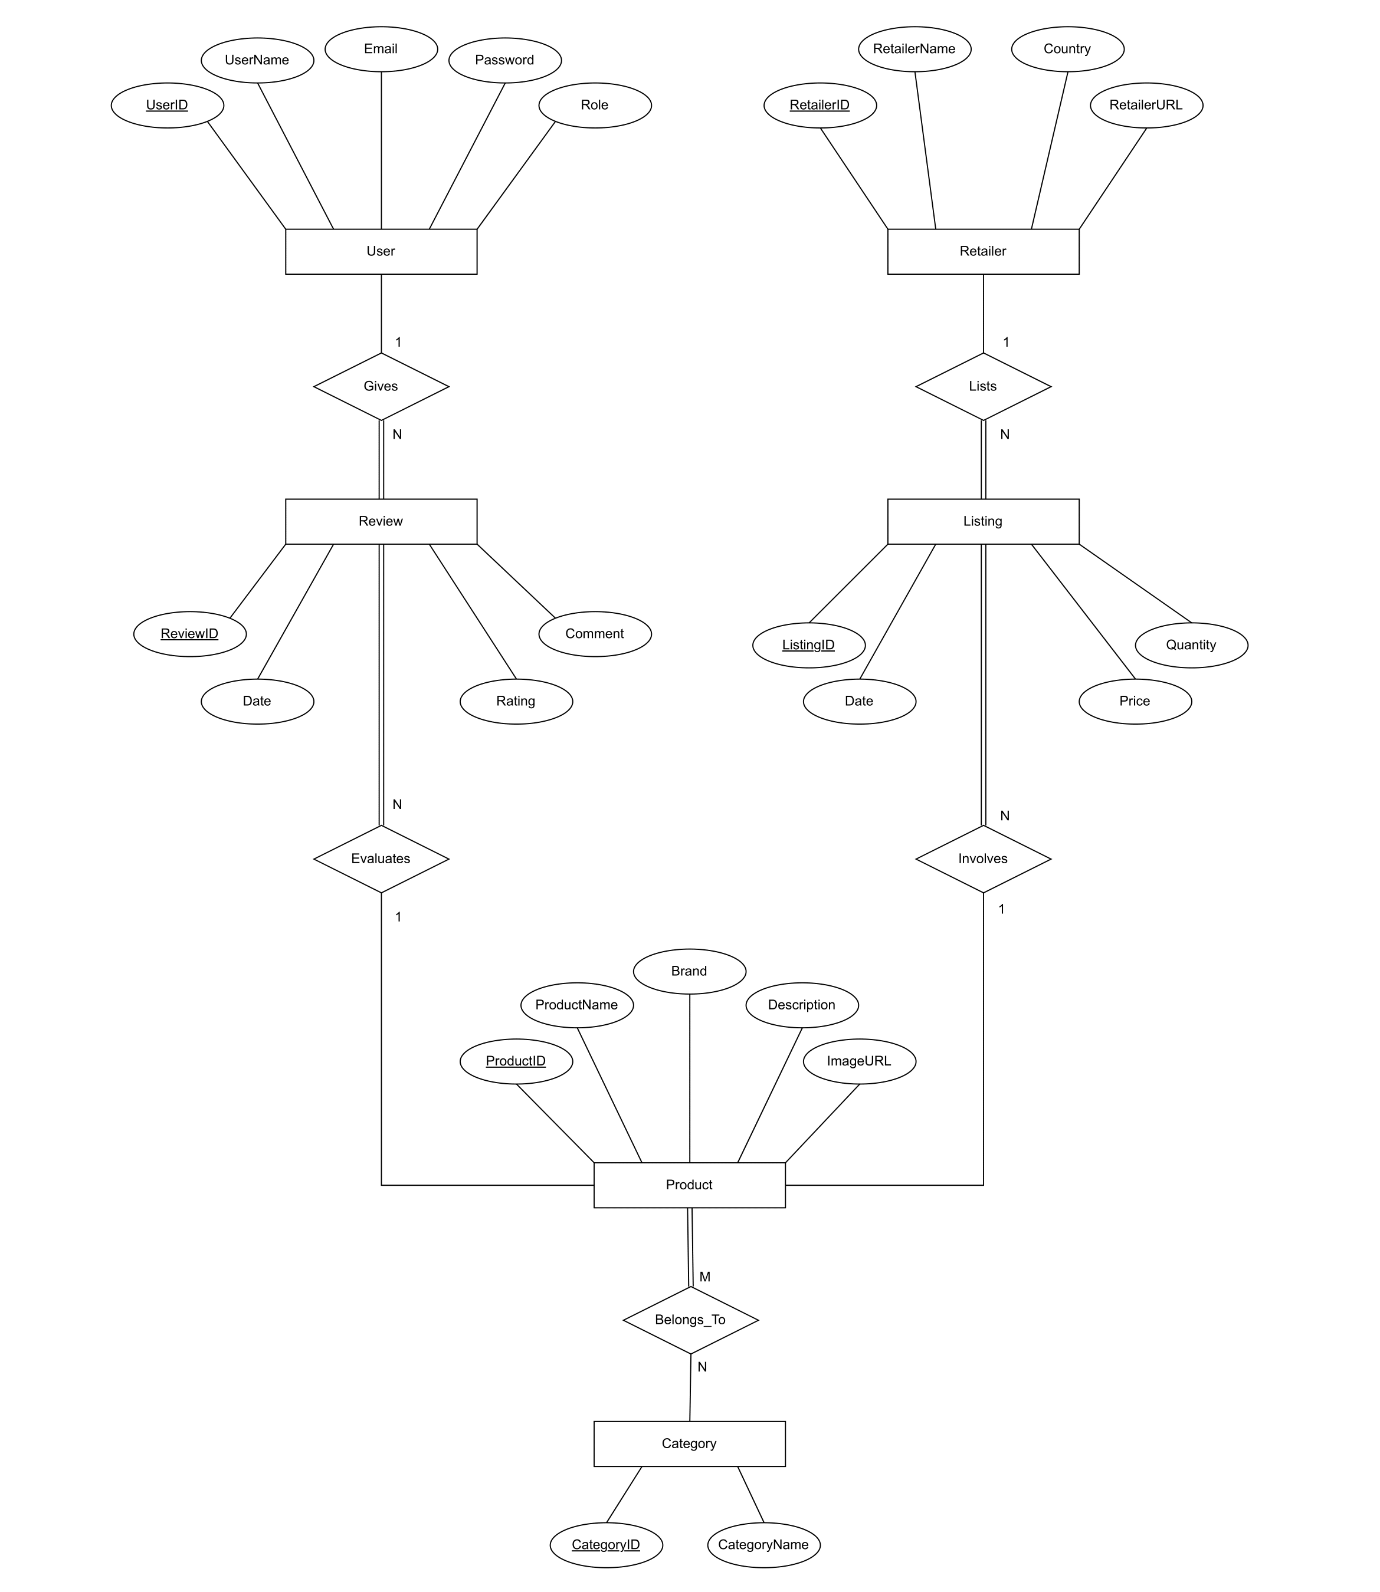 Email
RetailerName
Country
UserName
Password
UserID
Role
RetailerID
RetailerURL
User
Retailer
1
1
Gives
Lists
N
N
Review
Listing
ReviewID
Comment
ListingID
Quantity
Date
Rating
Date
Price
N
N
Evaluates
Involves
1
1
Brand
ProductName
Description
ProductID
ImageURL
Product
M
Belongs_To
N
Category
CategoryID
CategoryName